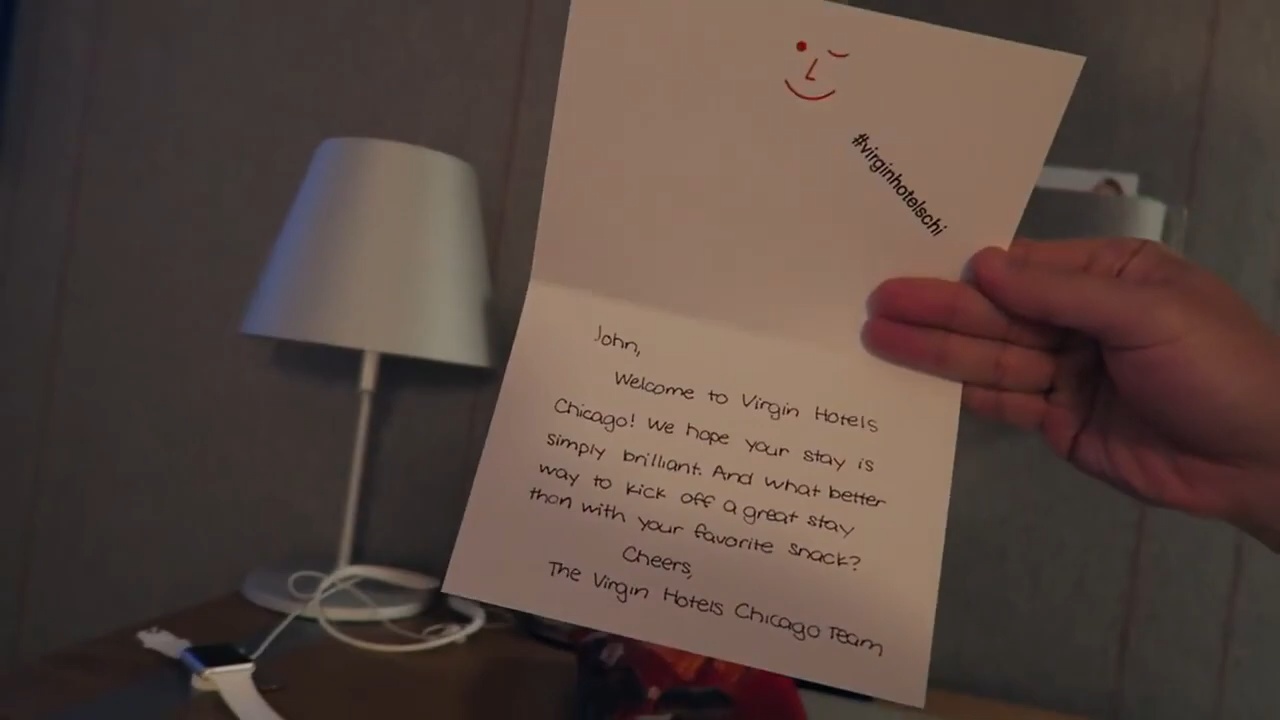 #virginhotelschi
John,
Welcome to Virgin Hotels
Chicago! We hope your stay is
simply brilliant. And what better
way to kick off a great stay
than with your favorite snack?
Cheers,
The Virgin Hotels Chicago Team